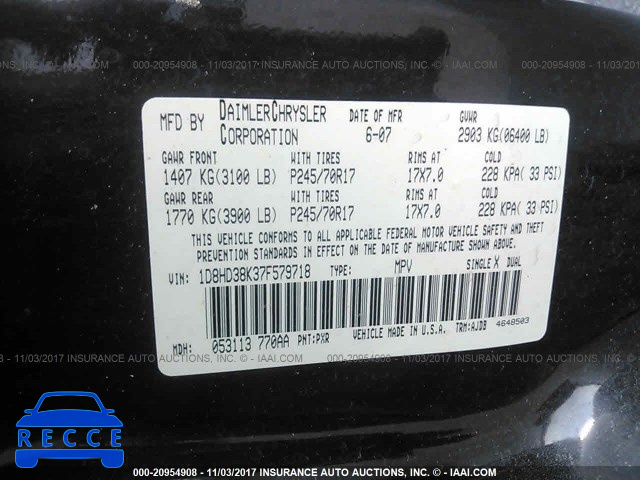 000-20954908 - 11/03/2017 INSURANCE AUTO AUCTIONS, INC. © - IAAI.COM
MFD BY DAIMLERCHRYSLER CORPORATION
DATE OF MFR 6-07
GVWR 2903 KG(06400 LB)
GAWR FRONT WITH TIRES RIMS AT COLD
1407 KG(3100 LB) P245/70R17 17X7.0 228 KPA( 33 PSI)
GAWR REAR WITH TIRES RIMS AT COLD
1770 KG(3900 LB) P245/70R17 17X7.0 228 KPA( 33 PSI)
THIS VEHICLE CONFORMS TO ALL APPLICABLE FEDERAL MOTOR VEHICLE SAFETY AND THEFT
PREVENTION STANDARDS IN EFFECT ON THE DATE OF MANUFACTURE SHOWN ABOVE.
VIN: 1D8HD38K37F579718 TYPE: MPV SINGLE X DUAL
MDH: 053113 770AA PNT:PXR VEHICLE MADE IN U.S.A. TRM:AJDB 4648503
000-20954908 - 11/03/2017 INSURANCE AUTO AUCTIONS, INC. © - IAAI.COM
RECCE
000-20954908 - 11/03/2017 INSURANCE AUTO AUCTIONS, INC. © - IAAI.COM